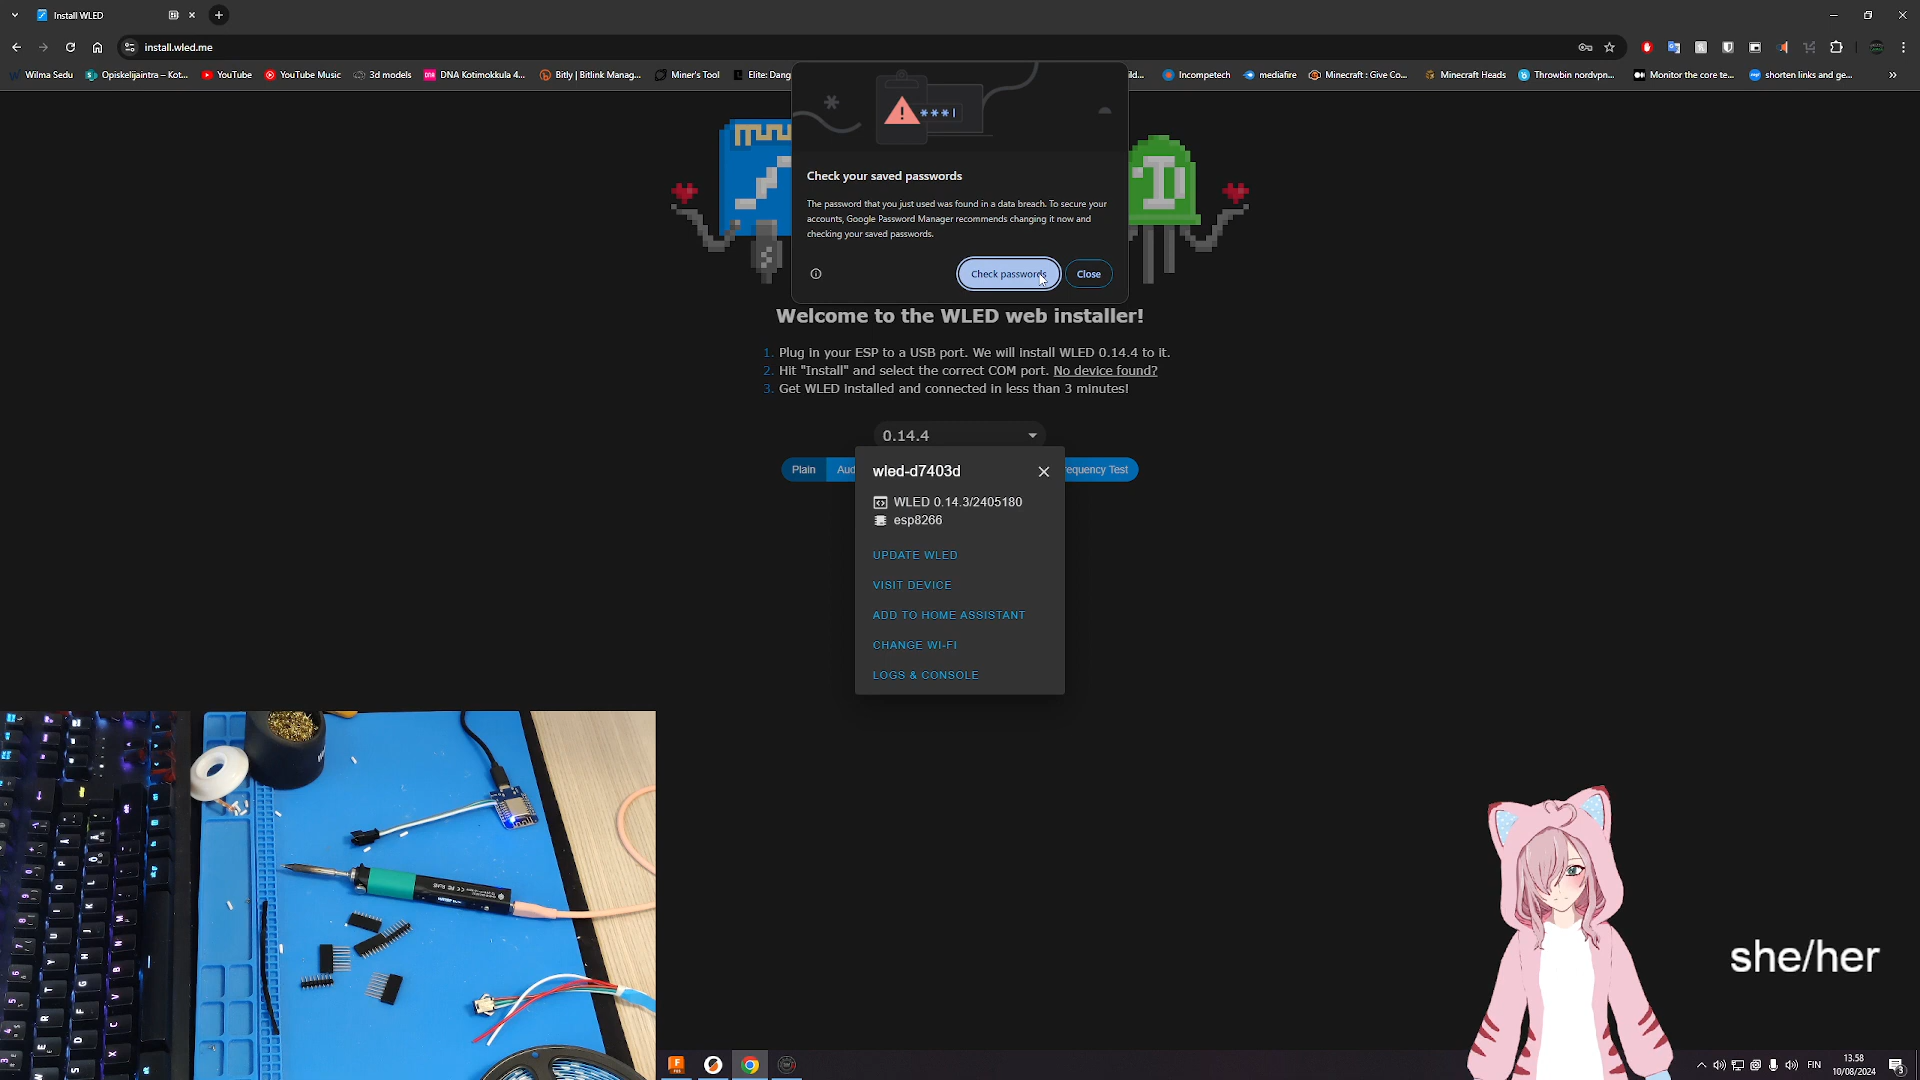 Install WLED
install.wled.me
Wilma Sedu
Opiskelijaintra – Kot...
YouTube
YouTube Music
3d models
DNA Kotimokkula 4...
Bitly | Bitlink Manag...
Miner's Tool
Elite: Dang
ild...
Incompetech
mediafire
Minecraft : Give Co...
Minecraft Heads
Throwbin nordvpn...
Monitor the core te...
shorten links and ge...
***|
Check your saved passwords
The password that you just used was found in a data breach. To secure your
accounts, Google Password Manager recommends changing it now and
checking your saved passwords.
Check passwords
Close
Welcome to the WLED web installer!
1. Plug in your ESP to a USB port. We will install WLED 0.14.4 to it.
2. Hit "Install" and select the correct COM port. No device found?
3. Get WLED installed and connected in less than 3 minutes!
0.14.4
Plain
Aud
requency Test
wled-d7403d
WLED 0.14.3/2405180
esp8266
UPDATE WLED
VISIT DEVICE
ADD TO HOME ASSISTANT
CHANGE WI-FI
LOGS & CONSOLE
she/her
FIN
13.58
10/08/2024
3